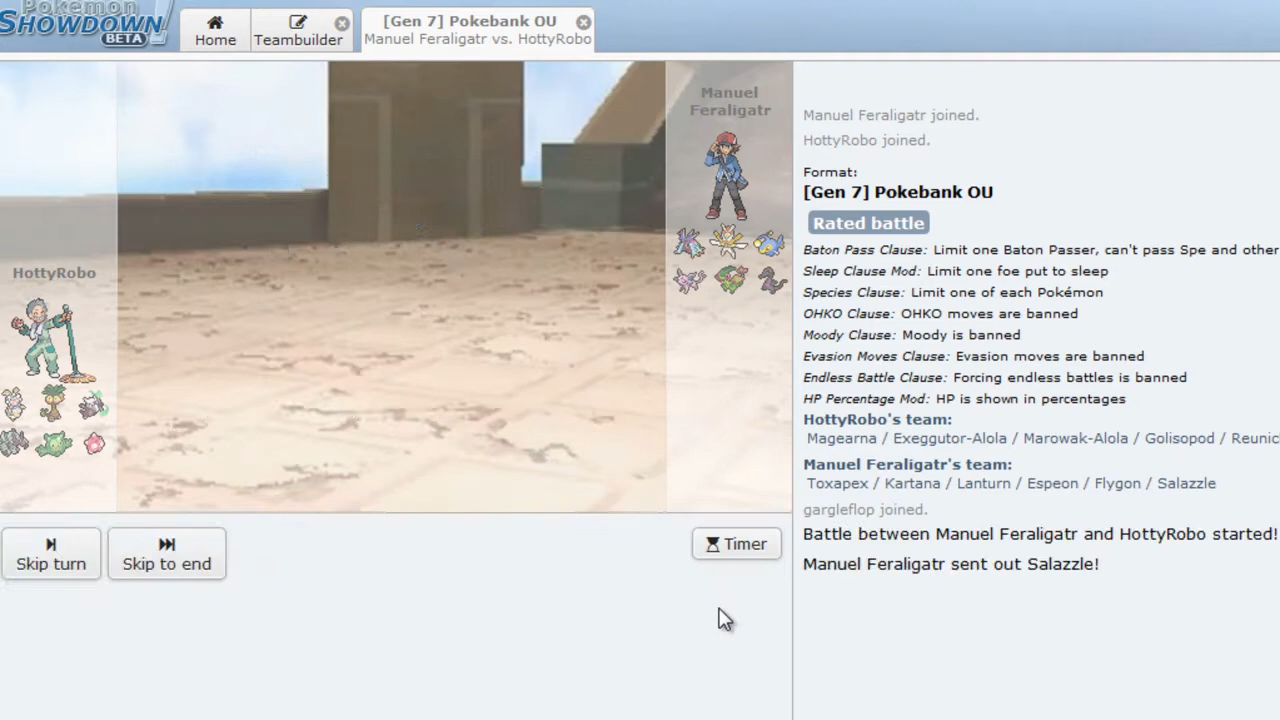 Pokémon
SHOWDOWN
BETA
Home
Teambuilder
[Gen 7] Pokebank OU
Manuel Feraligatr vs. HottyRobo
Manuel
Feraligatr
HottyRobo
Skip turn
Skip to end
Timer
Manuel Feraligatr joined.
HottyRobo joined.
Format:
[Gen 7] Pokebank OU
Rated battle
Baton Pass Clause: Limit one Baton Passer, can't pass Spe and other
Sleep Clause Mod: Limit one foe put to sleep
Species Clause: Limit one of each Pokémon
OHKO Clause: OHKO moves are banned
Moody Clause: Moody is banned
Evasion Moves Clause: Evasion moves are banned
Endless Battle Clause: Forcing endless battles is banned
HP Percentage Mod: HP is shown in percentages
HottyRobo's team:
Magearna / Exeggutor-Alola / Marowak-Alola / Golisopod / Reunic
Manuel Feraligatr's team:
Toxapex / Kartana / Lanturn / Espeon / Flygon / Salazzle
gargleflop joined.
Battle between Manuel Feraligatr and HottyRobo started!
Manuel Feraligatr sent out Salazzle!